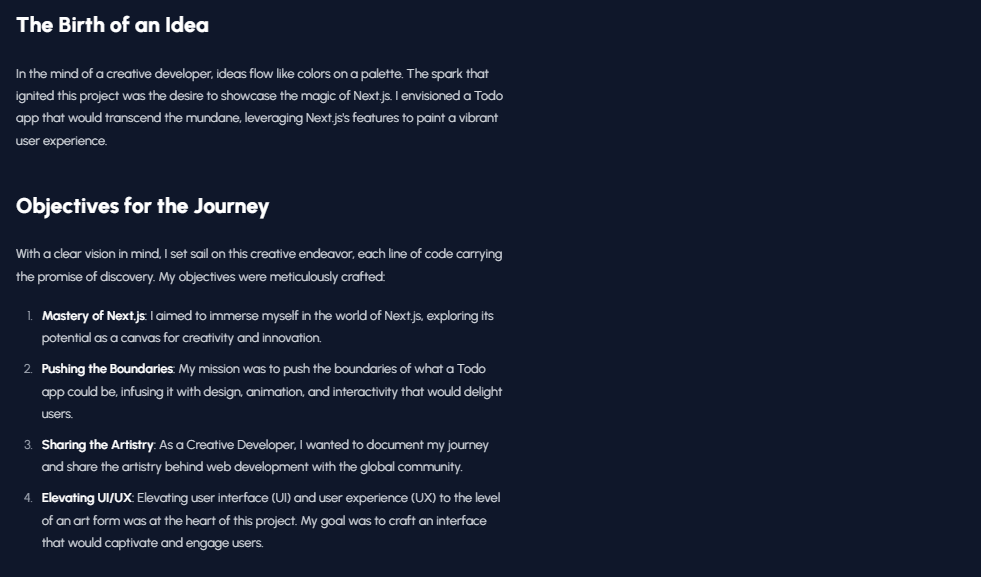 The Birth of an Idea
In the mind of a creative developer, ideas flow like colors on a palette. The spark that
ignited this project was the desire to showcase the magic of Next.js. I envisioned a Todo
app that would transcend the mundane, leveraging Next.js's features to paint a vibrant
user experience.
Objectives for the Journey
With a clear vision in mind, I set sail on this creative endeavor, each line of code carrying
the promise of discovery. My objectives were meticulously crafted:
1. Mastery of Next.js: I aimed to immerse myself in the world of Next.js, exploring its
potential as a canvas for creativity and innovation.
2. Pushing the Boundaries: My mission was to push the boundaries of what a Todo
app could be, infusing it with design, animation, and interactivity that would delight
users.
3. Sharing the Artistry: As a Creative Developer, I wanted to document my journey
and share the artistry behind web development with the global community.
4. Elevating UI/UX: Elevating user interface (UI) and user experience (UX) to the level
of an art form was at the heart of this project. My goal was to craft an interface
that would captivate and engage users.